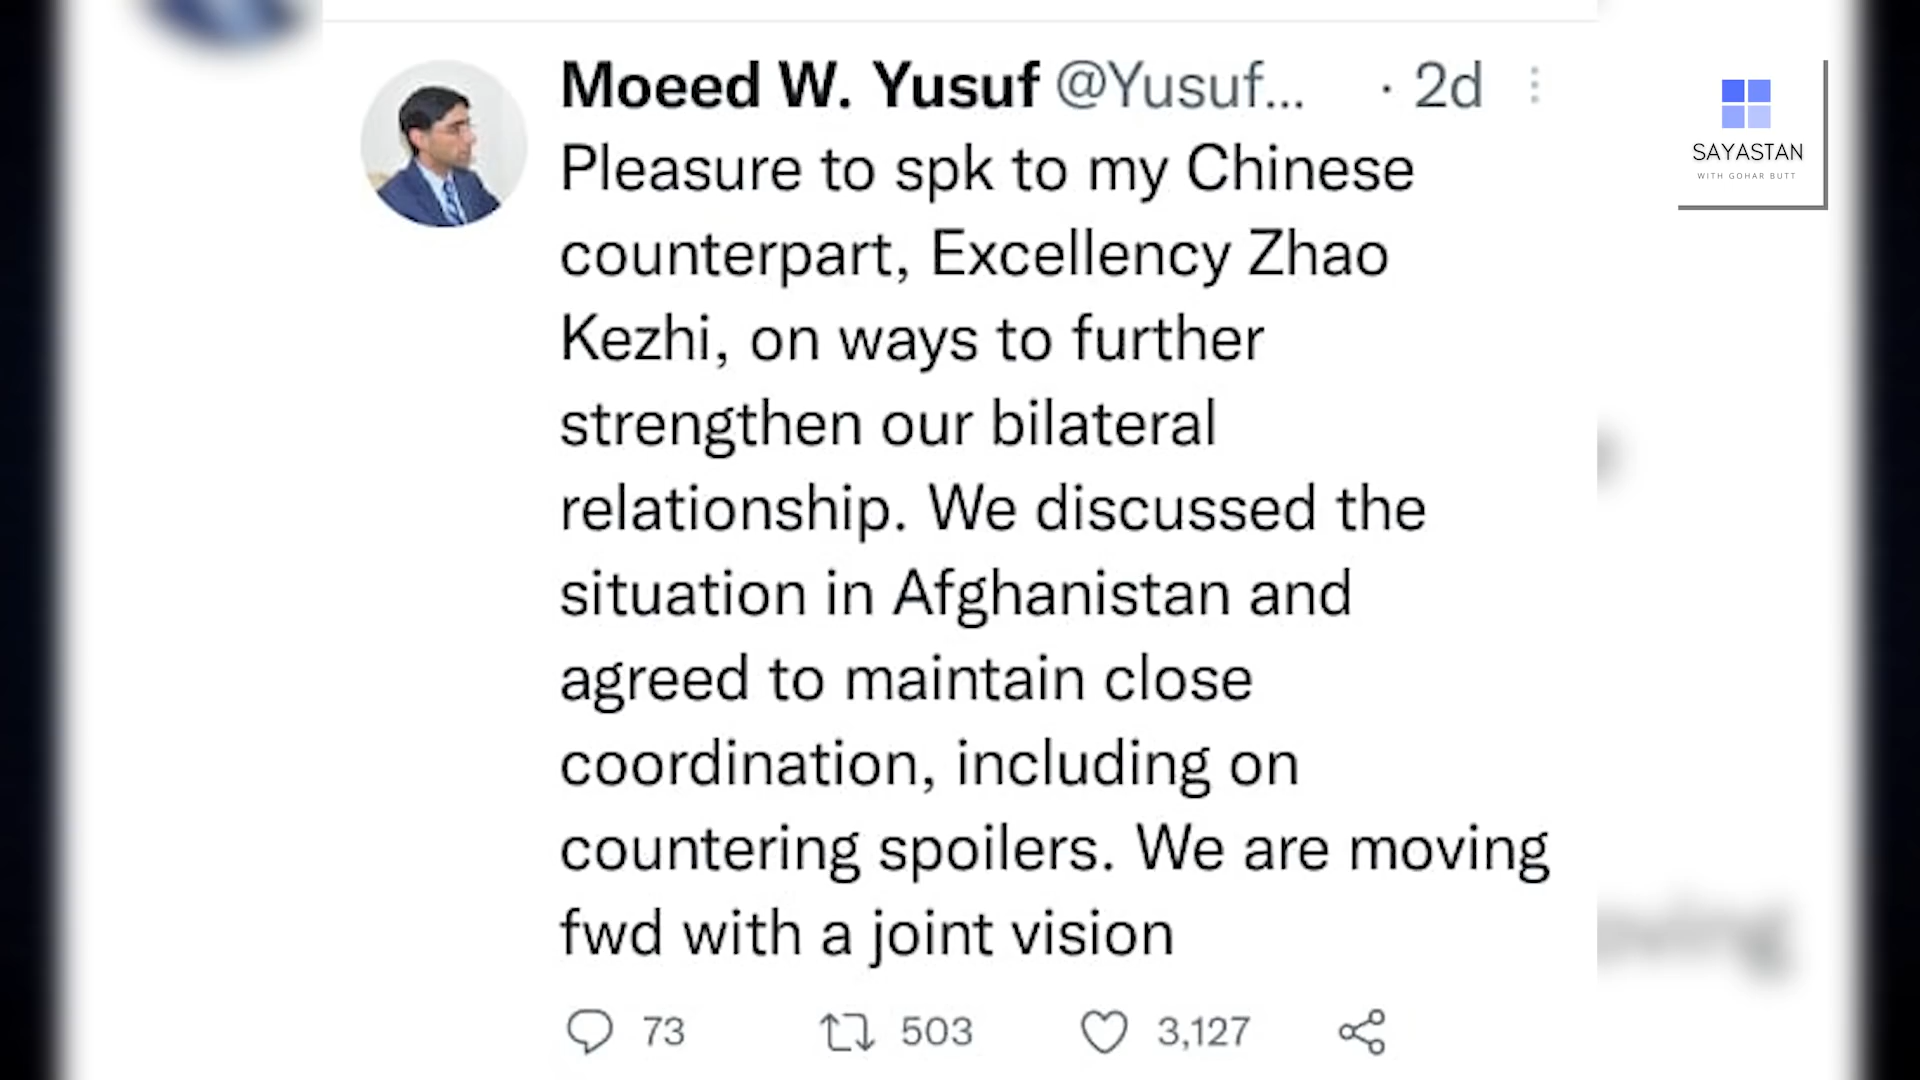 Moeed W. Yusuf @Yusuf... · 2d
Pleasure to spk to my Chinese
counterpart, Excellency Zhao
Kezhi, on ways to further
strengthen our bilateral
relationship. We discussed the
situation in Afghanistan and
agreed to maintain close
coordination, including on
countering spoilers. We are moving
fwd with a joint vision
73 503 3,127
SAYASTAN
WITH GOHAR BUTT
oving